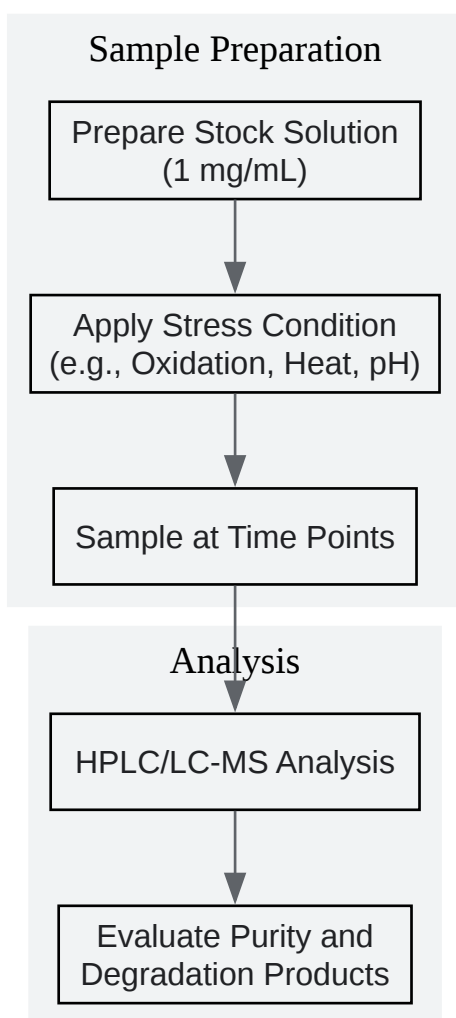 Sample Preparation
Prepare Stock Solution
(1 mg/mL)
Apply Stress Condition
(e.g., Oxidation, Heat, pH)
Sample at Time Points
Analysis
HPLC/LC-MS Analysis
Evaluate Purity and
Degradation Products